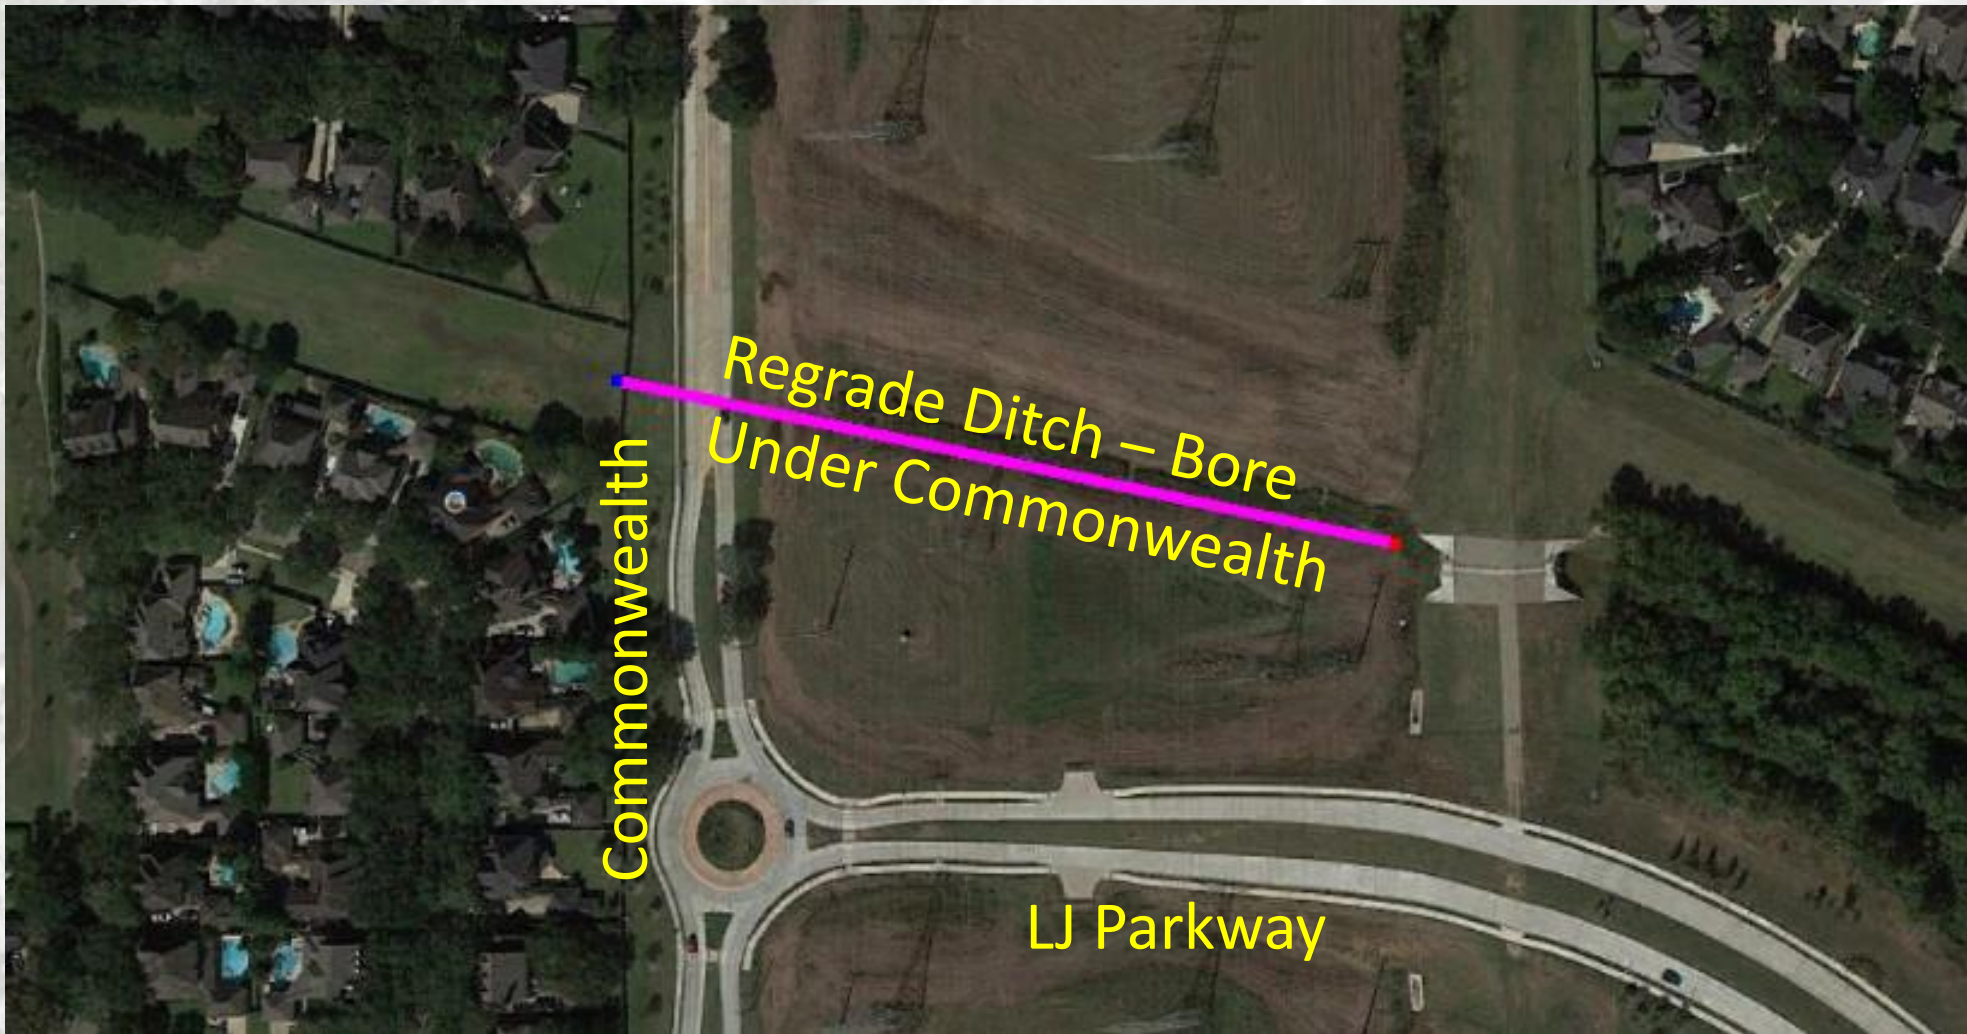 Regrade Ditch – Bore
Under Commonwealth
Commonwealth
LJ Parkway